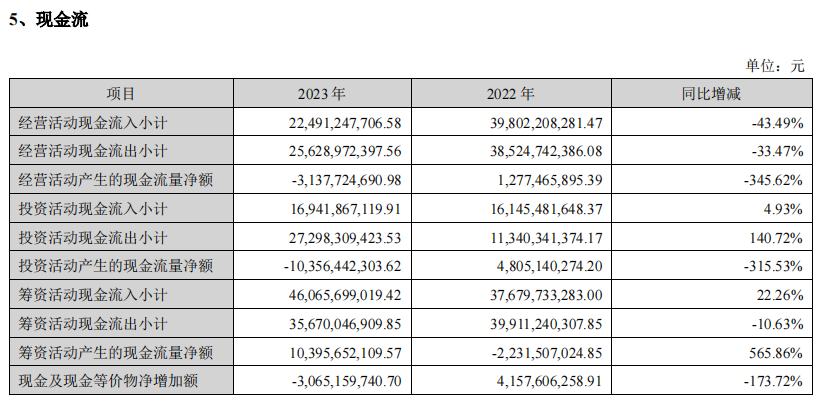 5、现金流
单位：元
项目 2023 年 2022 年 同比增减
经营活动现金流入小计 22,491,247,706.58 39,802,208,281.47 -43.49%
经营活动现金流出小计 25,628,972,397.56 38,524,742,386.08 -33.47%
经营活动产生的现金流量净额 -3,137,724,690.98 1,277,465,895.39 -345.62%
投资活动现金流入小计 16,941,867,119.91 16,145,481,648.37 4.93%
投资活动现金流出小计 27,298,309,423.53 11,340,341,374.17 140.72%
投资活动产生的现金流量净额 -10,356,442,303.62 4,805,140,274.20 -315.53%
筹资活动现金流入小计 46,065,699,019.42 37,679,733,283.00 22.26%
筹资活动现金流出小计 35,670,046,909.85 39,911,240,307.85 -10.63%
筹资活动产生的现金流量净额 10,395,652,109.57 -2,231,507,024.85 565.86%
现金及现金等价物净增加额 -3,065,159,740.70 4,157,606,258.91 -173.72%